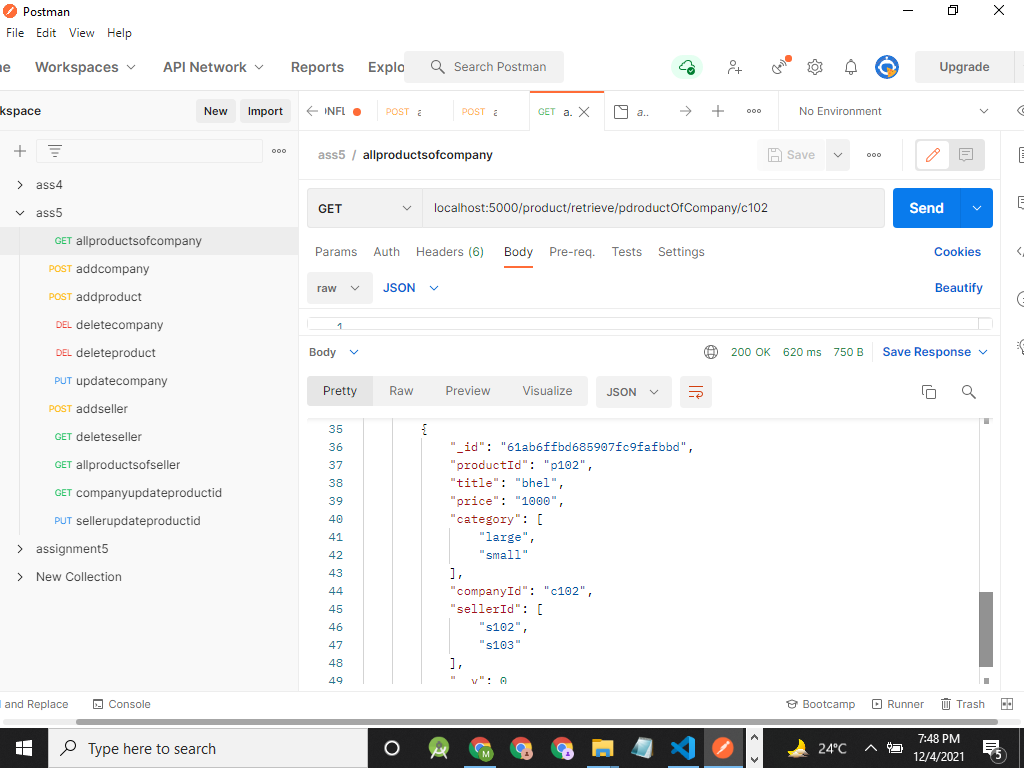 Postman
File Edit View Help
ne Workspaces API Network Reports Explo Search Postman Upgrade
kspace New Import
ONFL POST a POST a GET a. a.. No Environment
ass5 / allproductsofcompany Save
GET localhost:5000/product/retrieve/pdroductOfCompany/c102 Send
Params Auth Headers (6) Body Pre-req. Tests Settings Cookies
raw JSON Beautify
1
Body 200 OK 620 ms 750 B Save Response
Pretty Raw Preview Visualize JSON
ass4
ass5
GET allproductsofcompany
POST addcompany
POST addproduct
DEL deletecompany
DEL deleteproduct
PUT updatecompany
POST addseller
GET deleteseller
GET allproductsofseller
GET companyupdateproductid
PUT sellerupdateproductid
assignment5
New Collection
35 {
36 "_id": "61ab6ffbd685907fc9fafbbd",
37 "productId": "p102",
38 "title": "bhel",
39 "price": "1000",
40 "category": [
41 "large",
42 "small"
43 ],
44 "companyId": "c102",
45 "sellerId": [
46 "s102",
47 "s103"
48 ],
49 "__v": 0
and Replace Console Bootcamp Runner Trash
Type here to search 24°C 7:48 PM
12/4/2021 5